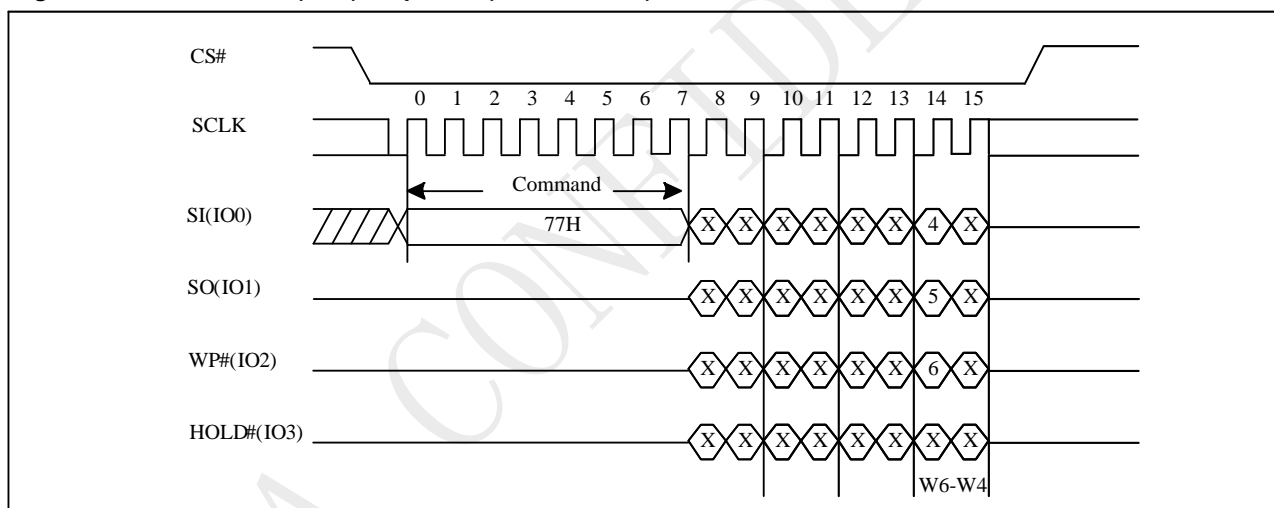 CS#
0 1 2 3 4 5 6 7 8 9 10 11 12 13 14 15
SCLK
Command
SI(IO0) 77H X X X X X X 4 X
SO(IO1) X X X X X X 5 X
WP#(IO2) X X X X X X 6 X
HOLD#(IO3) X X X X X X X X
W6-W4